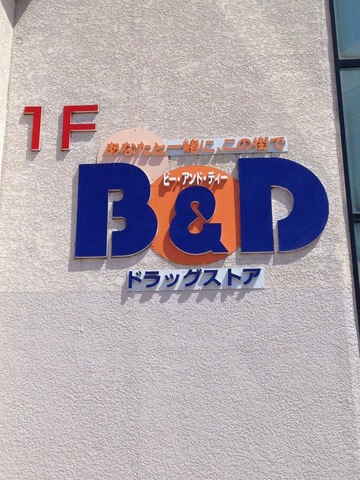 1F
あなたと一緒に、この街で
ビー・アンド・ディー
B&D
ドラッグストア